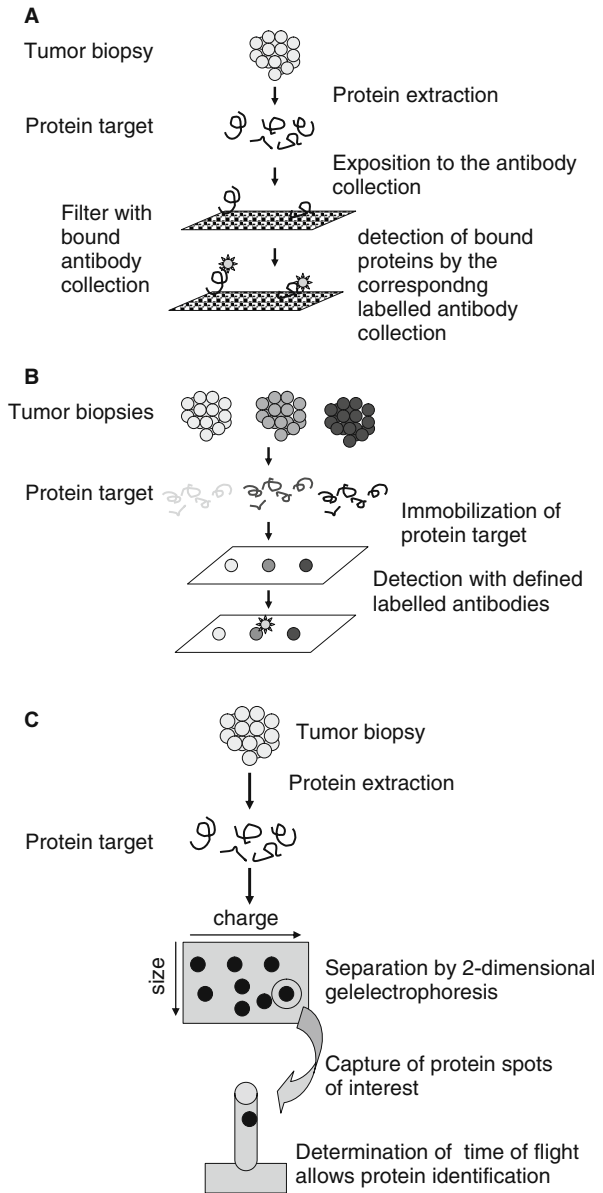 A
Tumor biopsy
Protein extraction
Protein target
Exposition to the antibody
collection
Filter with
bound
antibody
collection
detection of bound
proteins by the
correspondng
labelled antibody
collection
B
Tumor biopsies
Protein target
Immobilization of
protein target
Detection with defined
labelled antibodies
C
Tumor biopsy
Protein extraction
Protein target
charge
size
Separation by 2-dimensional
gelelectrophoresis
Capture of protein spots
of interest
Determination of time of flight
allows protein identification